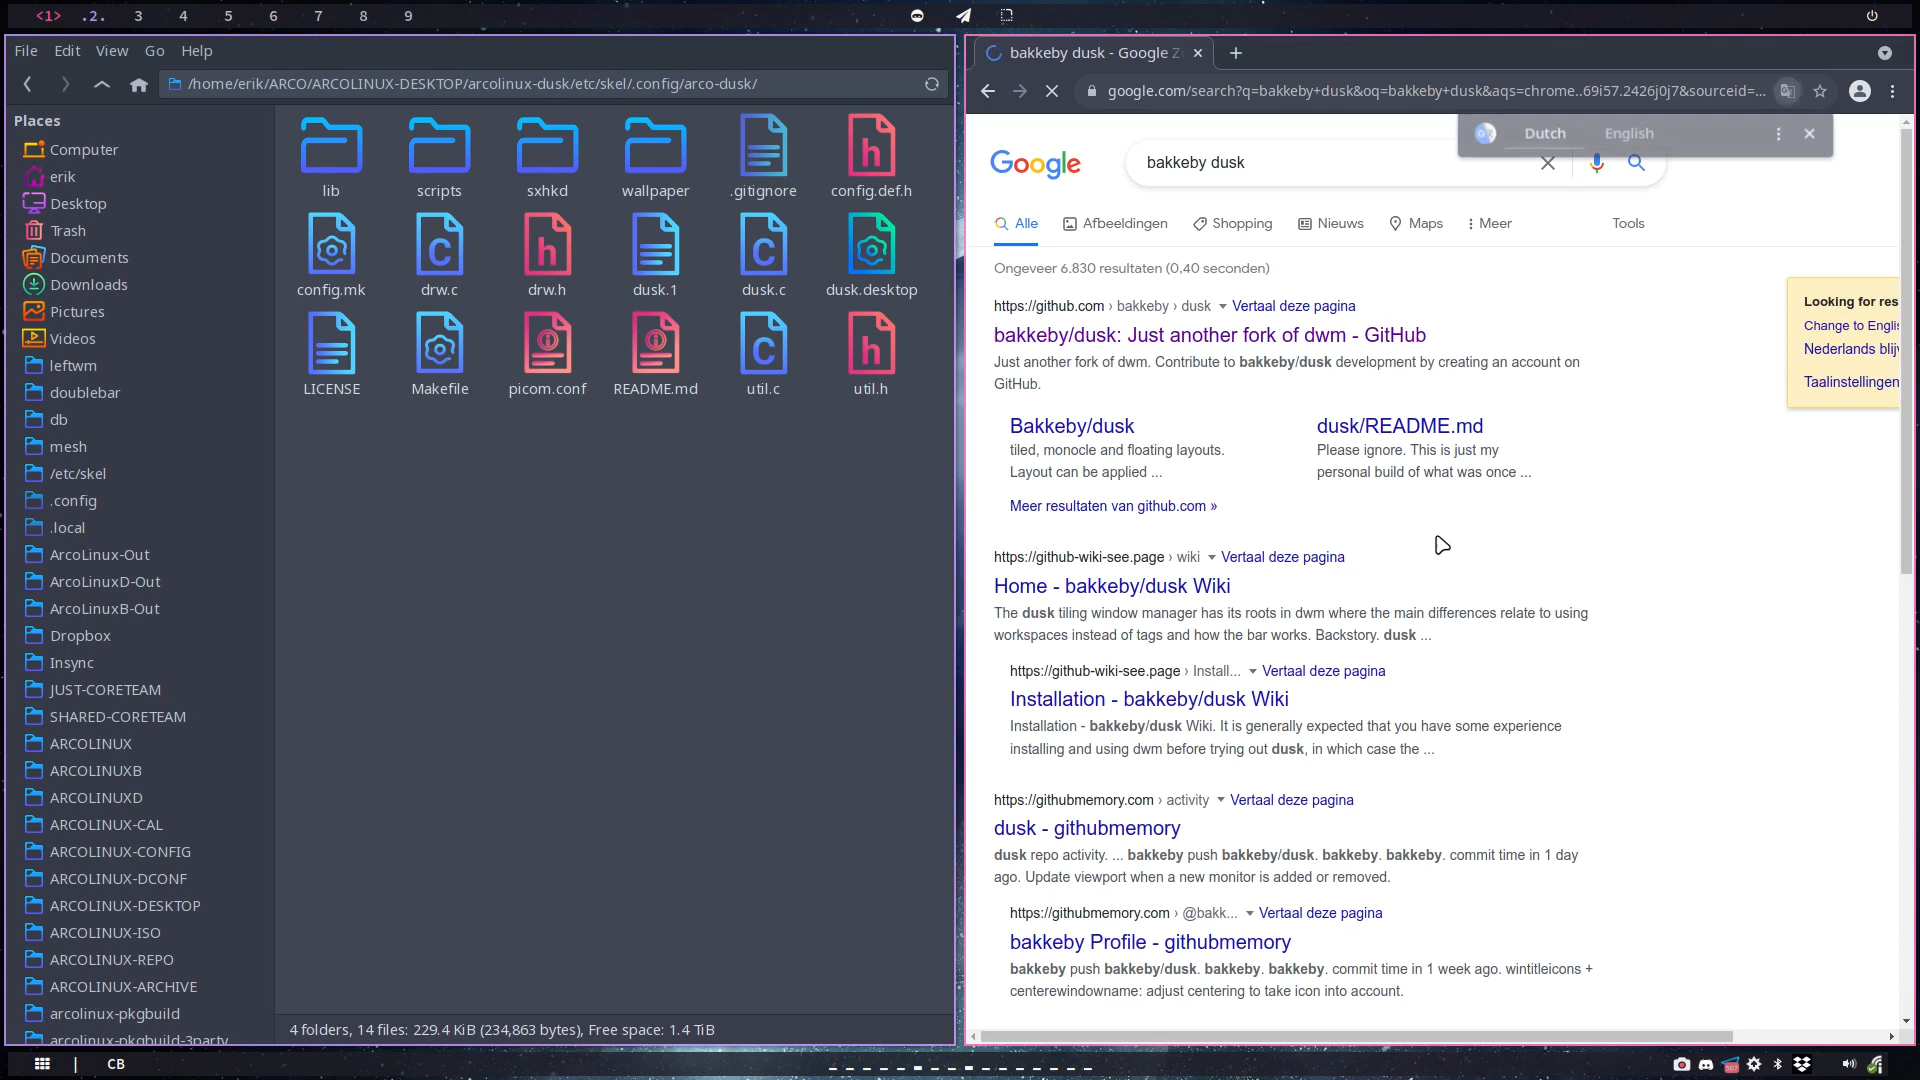 <1> .2. 3 4 5 6 7 8 9
File Edit View Go Help
/home/erik/ARCO/ARCOLINUX-DESKTOP/arcolinux-dusk/etc/skel/.config/arco-dusk/
Places
Computer
erik
Desktop
Trash
Documents
Downloads
Pictures
Videos
leftwm
doublebar
db
mesh
/etc/skel
.config
.local
ArcoLinux-Out
ArcoLinuxD-Out
ArcoLinuxB-Out
Dropbox
Insync
JUST-CORETEAM
SHARED-CORETEAM
ARCOLINUX
ARCOLINUXB
ARCOLINUXD
ARCOLINUX-CAL
ARCOLINUX-CONFIG
ARCOLINUX-DCONF
ARCOLINUX-DESKTOP
ARCOLINUX-ISO
ARCOLINUX-REPO
ARCOLINUX-ARCHIVE
arcolinux-pkgbuild
arcolinux-pkgbuild-3party
lib scripts sxhkd wallpaper .gitignore config.def.h
config.mk drw.c drw.h dusk.1 dusk.c dusk.desktop
LICENSE Makefile picom.conf README.md util.c util.h
4 folders, 14 files: 229.4 KiB (234,863 bytes), Free space: 1.4 TiB
bakkeby dusk - Google Z
google.com/search?q=bakkeby+dusk&oq=bakkeby+dusk&aqs=chrome..69i57.2426j0j7&sourceid=...
Dutch English
Google
bakkeby dusk
Alle Afbeeldingen Shopping Nieuws Maps Meer Tools
Ongeveer 6.830 resultaten (0,40 seconden)
https://github.com › bakkeby › dusk Vertaal deze pagina
bakkeby/dusk: Just another fork of dwm - GitHub
Just another fork of dwm. Contribute to bakkeby/dusk development by creating an account on
GitHub.
Bakkeby/dusk
tiled, monocle and floating layouts.
Layout can be applied ...
dusk/README.md
Please ignore. This is just my
personal build of what was once ...
Meer resultaten van github.com »
https://github-wiki-see.page › wiki Vertaal deze pagina
Home - bakkeby/dusk Wiki
The dusk tiling window manager has its roots in dwm where the main differences relate to using
workspaces instead of tags and how the bar works. Backstory. dusk ...
https://github-wiki-see.page › Install... Vertaal deze pagina
Installation - bakkeby/dusk Wiki
Installation - bakkeby/dusk Wiki. It is generally expected that you have some experience
installing and using dwm before trying out dusk, in which case the ...
https://githubmemory.com › activity Vertaal deze pagina
dusk - githubmemory
dusk repo activity. ... bakkeby push bakkeby/dusk. bakkeby. bakkeby. commit time in 1 day
ago. Update viewport when a new monitor is added or removed.
https://githubmemory.com › @bakk... Vertaal deze pagina
bakkeby Profile - githubmemory
bakkeby push bakkeby/dusk. bakkeby. bakkeby. commit time in 1 week ago. wintitleicons +
centerewindowname: adjust centering to take icon into account.
Looking for res
Change to Englis
Nederlands blijv
Taalinstellingen
| CB